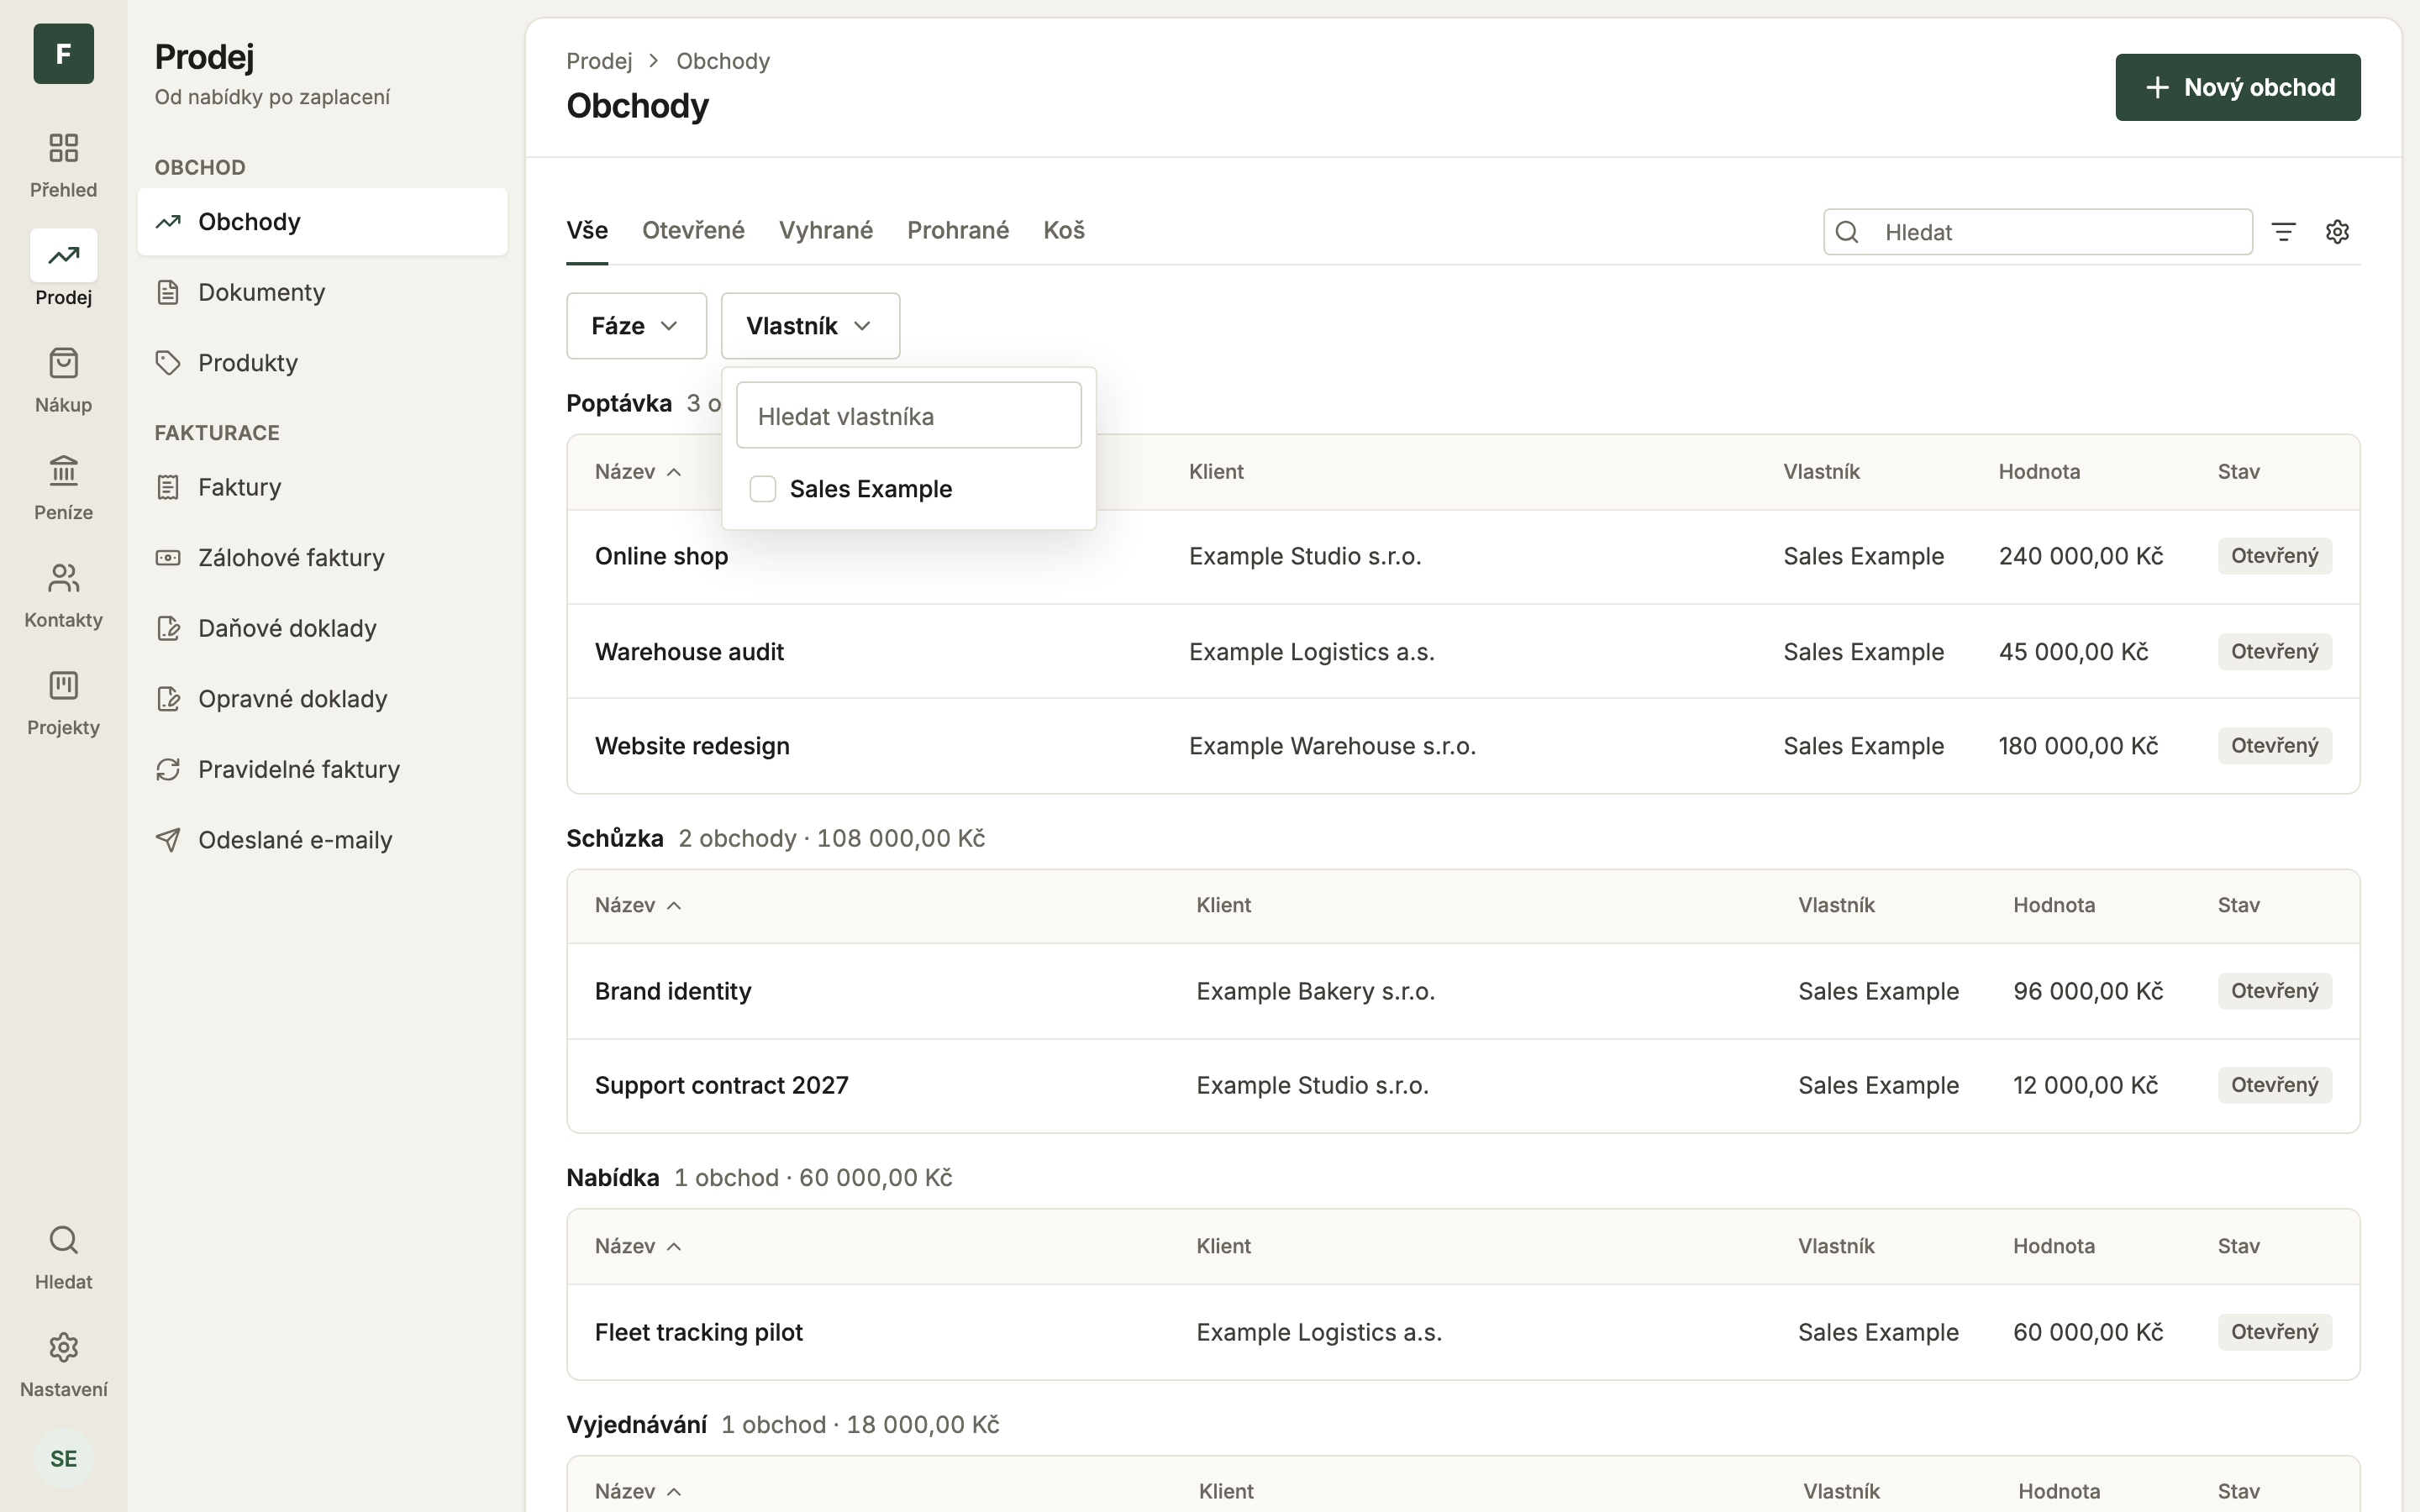 F
Přehled
Prodej
Nákup
Peníze
Kontakty
Projekty
Hledat
Nastavení
SE
Prodej
Od nabídky po zaplacení
OBCHOD
Obchody
Dokumenty
Produkty
FAKTURACE
Faktury
Zálohové faktury
Daňové doklady
Opravné doklady
Pravidelné faktury
Odeslané e-maily
Prodej > Obchody
Obchody
Nový obchod
Vše Otevřené Vyhrané Prohrané Koš
Hledat
Fáze Vlastník
Hledat vlastníka
Sales Example
Poptávka 3 o
Název Klient Vlastník Hodnota Stav
Online shop Example Studio s.r.o. Sales Example 240 000,00 Kč Otevřený
Warehouse audit Example Logistics a.s. Sales Example 45 000,00 Kč Otevřený
Website redesign Example Warehouse s.r.o. Sales Example 180 000,00 Kč Otevřený
Schůzka 2 obchody · 108 000,00 Kč
Název Klient Vlastník Hodnota Stav
Brand identity Example Bakery s.r.o. Sales Example 96 000,00 Kč Otevřený
Support contract 2027 Example Studio s.r.o. Sales Example 12 000,00 Kč Otevřený
Nabídka 1 obchod · 60 000,00 Kč
Název Klient Vlastník Hodnota Stav
Fleet tracking pilot Example Logistics a.s. Sales Example 60 000,00 Kč Otevřený
Vyjednávání 1 obchod · 18 000,00 Kč
Název Klient Vlastník Hodnota Stav